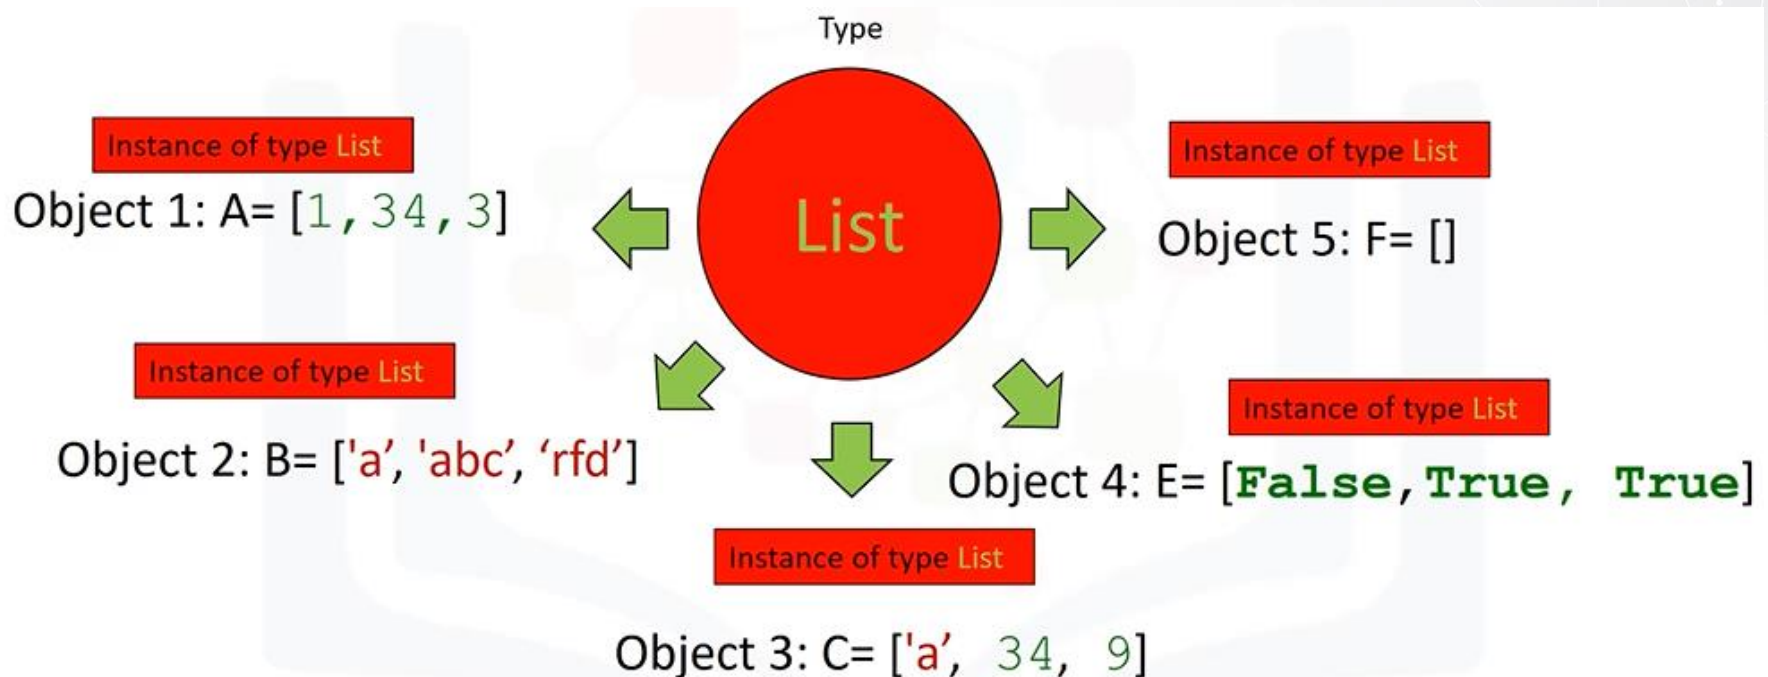 Type
List
Instance of type List
Object 1: A= [1,34,3]
Instance of type List
Object 2: B= ['a’, 'abc’, ‘rfd’]
Instance of type List
Object 3: C= ['a’, 34, 9]
Instance of type List
Object 4: E= [False,True, True]
Instance of type List
Object 5: F= []